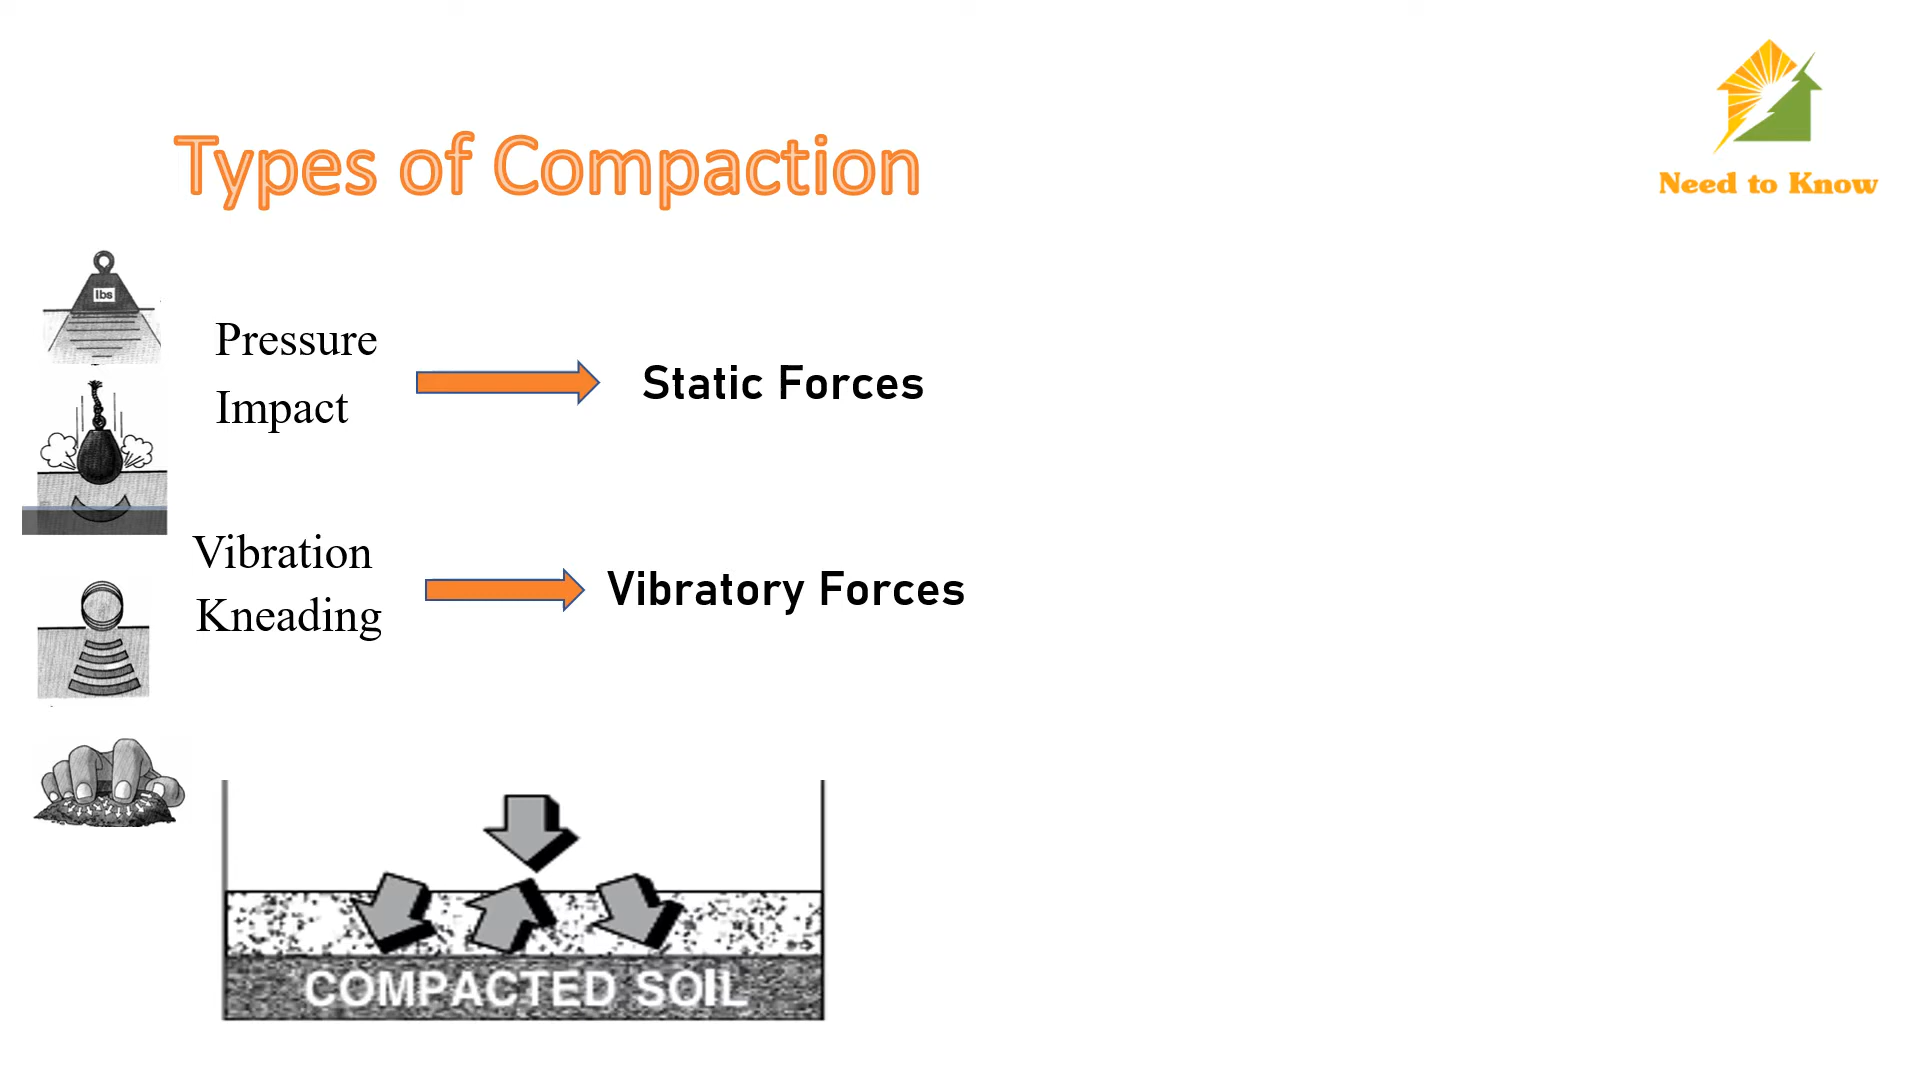 Need to Know
Types of Compaction
lbs
Pressure
Impact
Static Forces
Vibration
Kneading
Vibratory Forces
COMPACTED SOIL